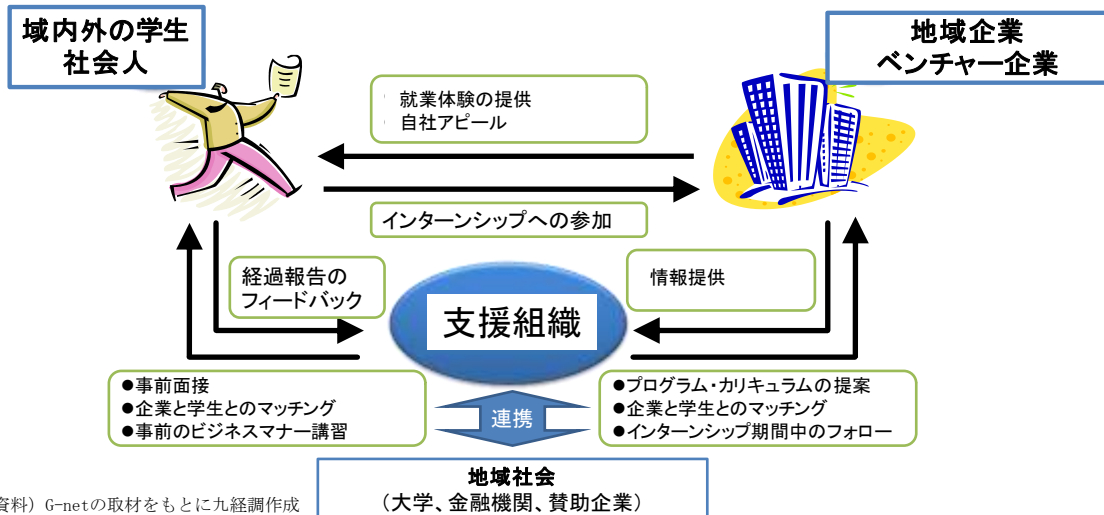 域内外の学生
社会人
地域企業
ベンチャー企業
就業体験の提供
自社アピール
インターンシップへの参加
経過報告の
フィードバック
情報提供
支援組織
●事前面接
●企業と学生とのマッチング
●事前のビジネスマナー講習
●プログラム・カリキュラムの提案
●企業と学生とのマッチング
●インターンシップ期間中のフォロー
連携
地域社会
（大学、金融機関、賛助企業）
資料）G-netの取材をもとに九経調作成